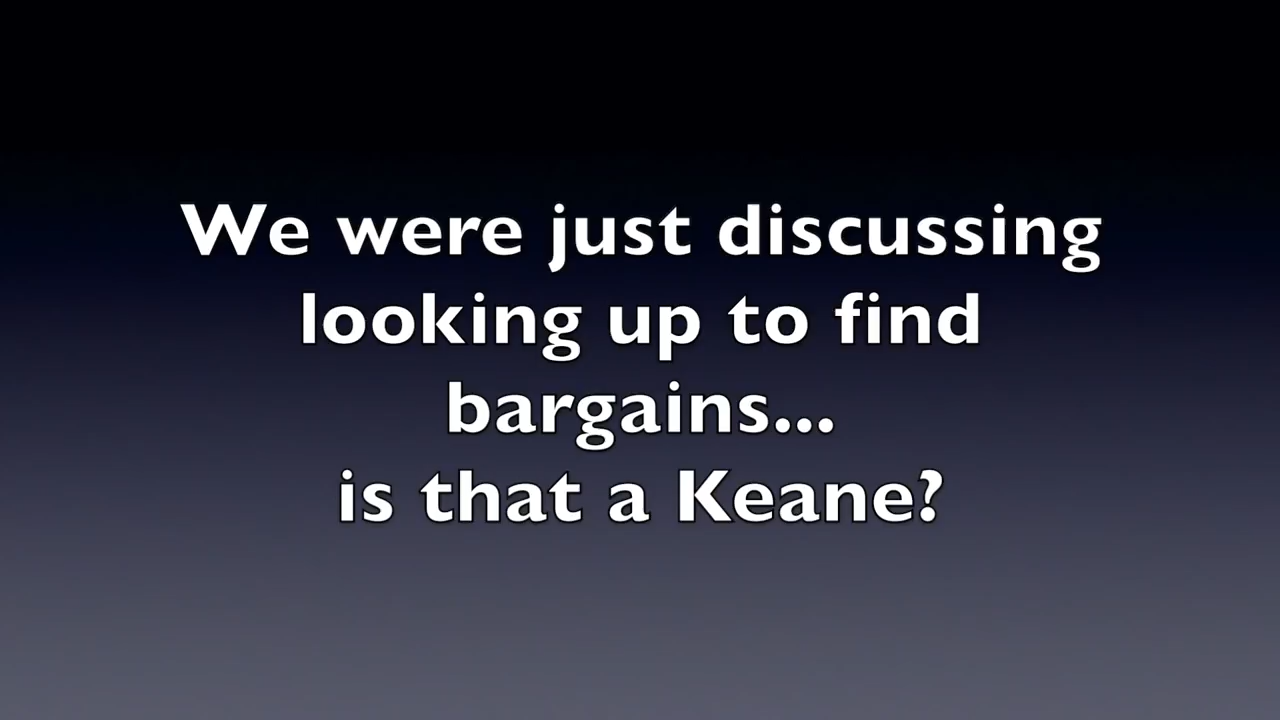 We were just discussing
looking up to find
bargains...
is that a Keane?